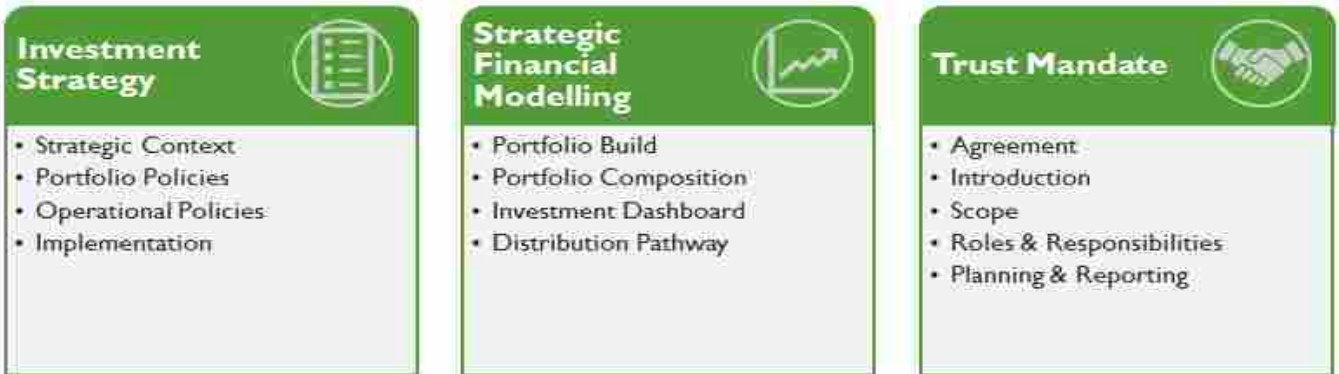 Investment
Strategy
• Strategic Context
• Portfolio Policies
• Operational Policies
• Implementation
Strategic
Financial
Modelling
• Portfolio Build
• Portfolio Composition
• Investment Dashboard
• Distribution Pathway
Trust Mandate
• Agreement
• Introduction
• Scope
• Roles & Responsibilities
• Planning & Reporting